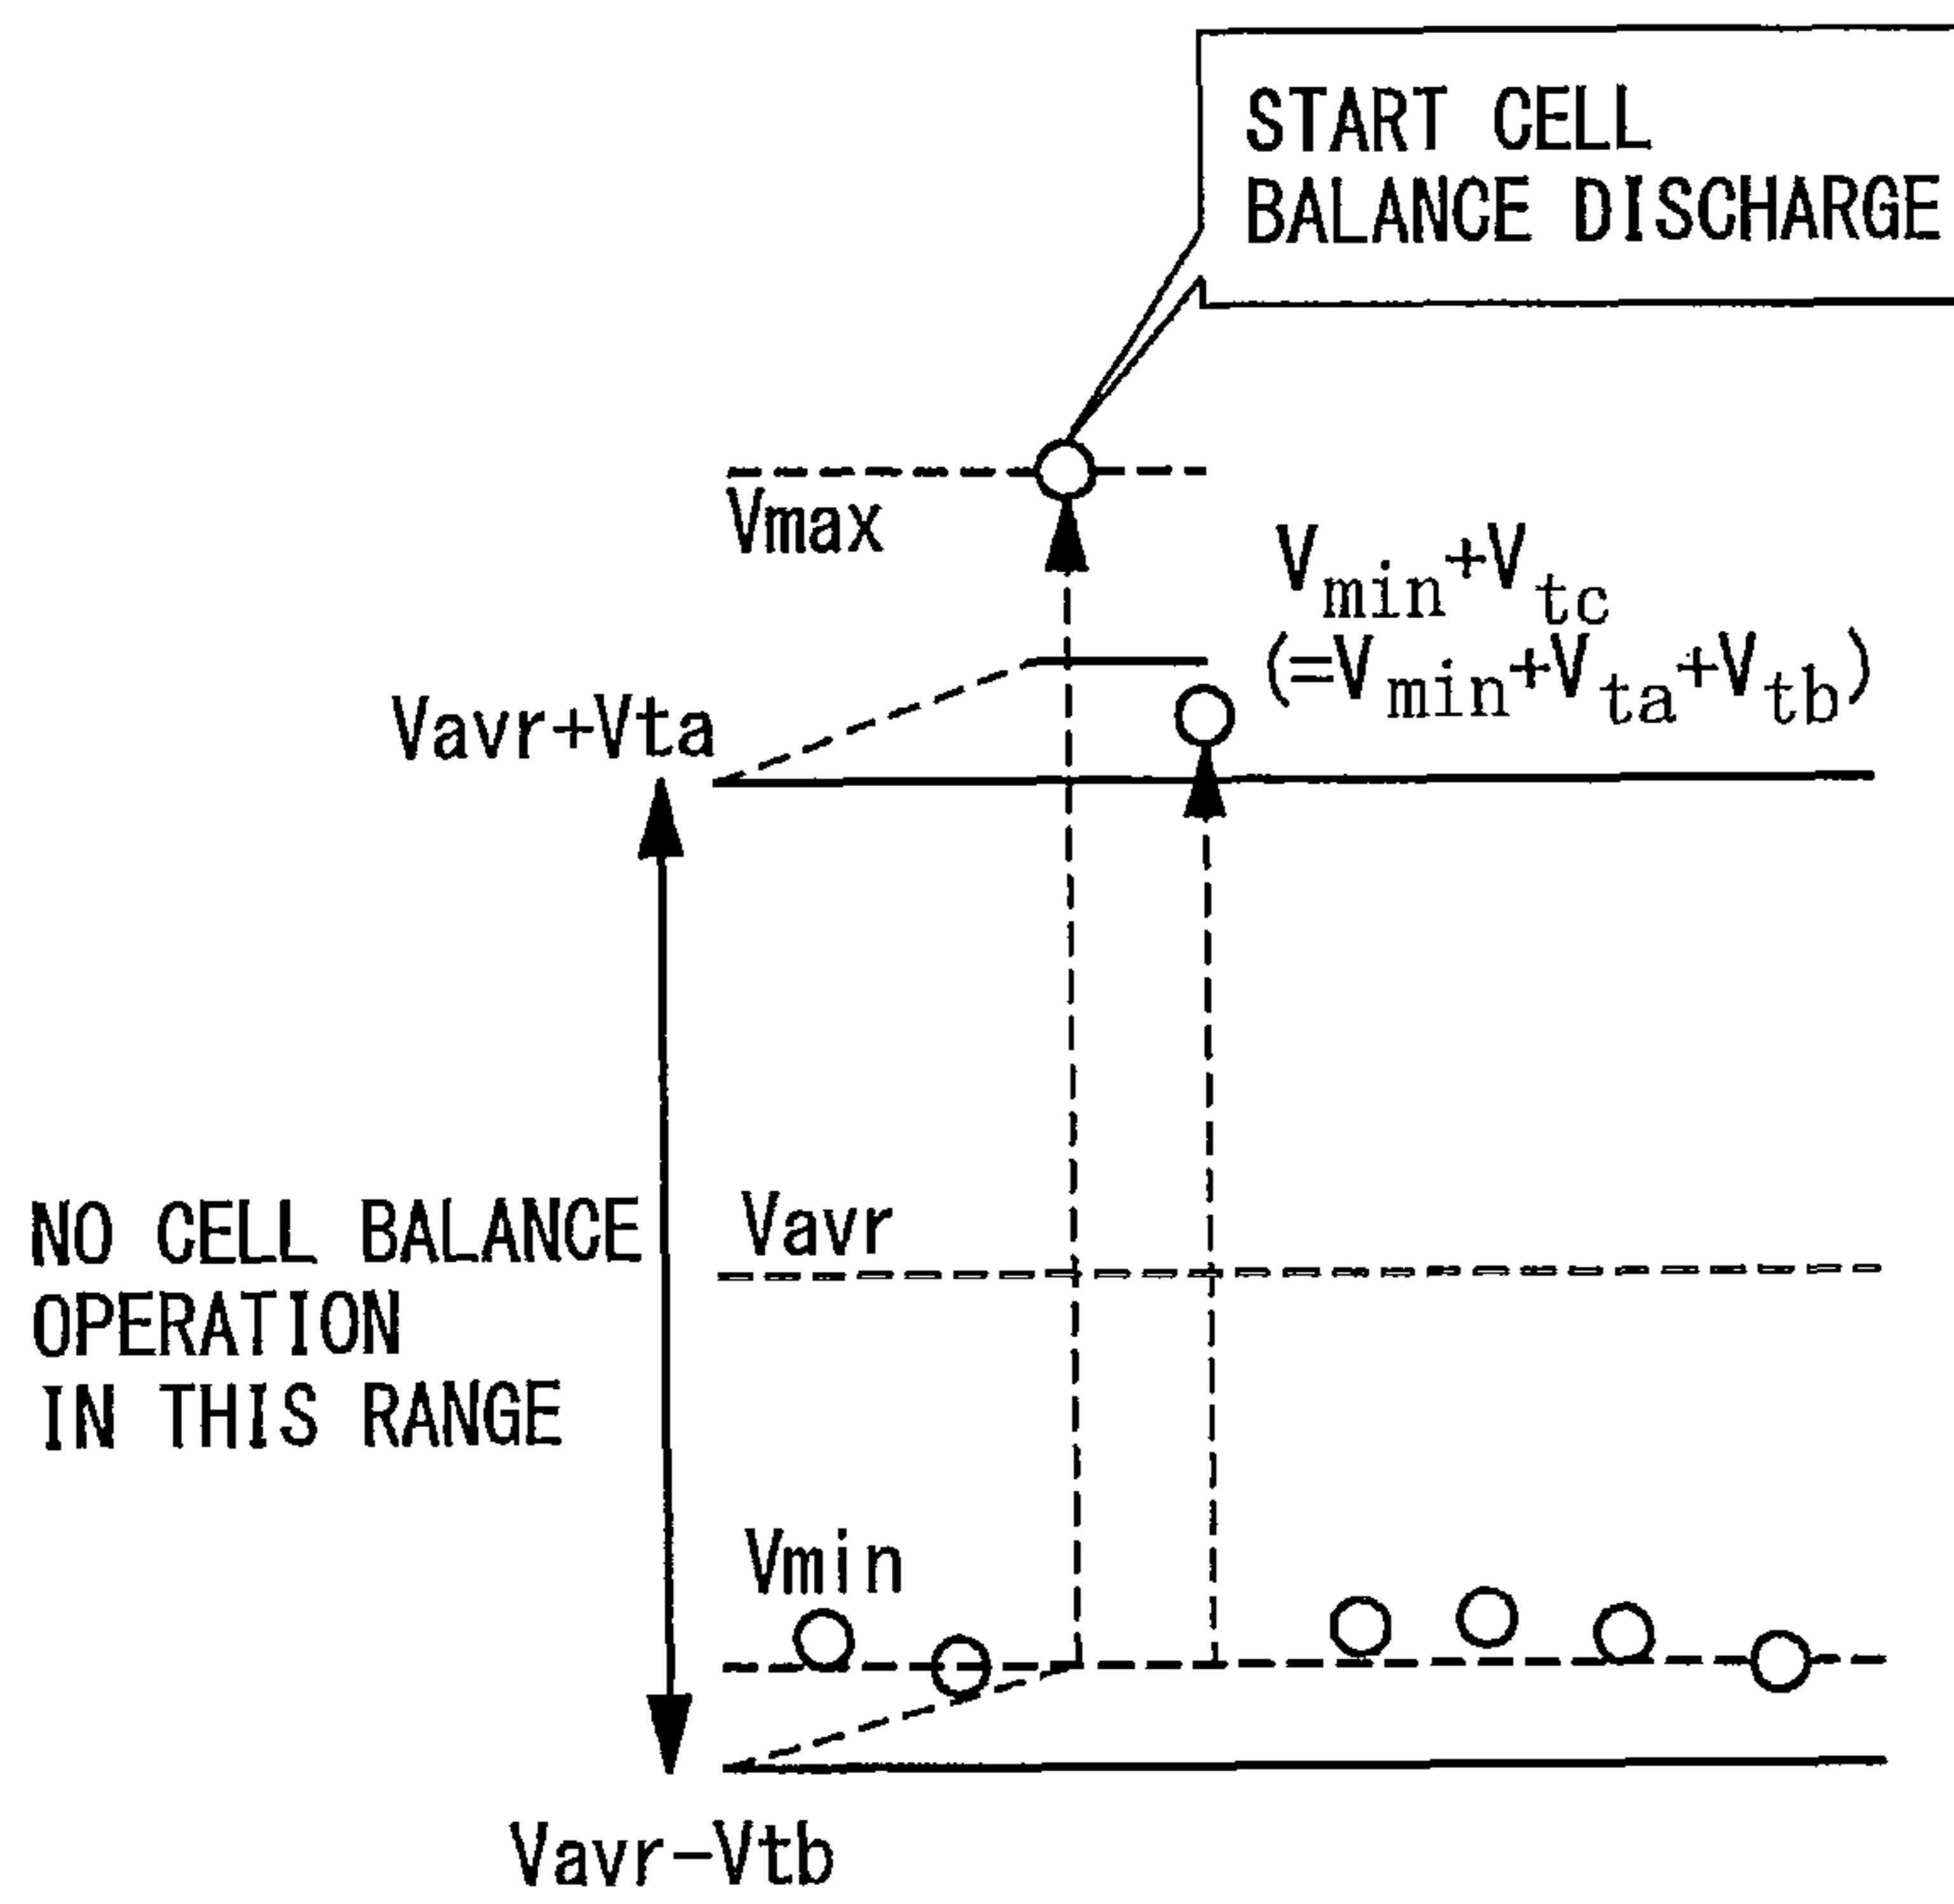 START CELL
BALANCE DISCHARGE
Vmax
Vmin+Vtc
(=Vmin+Vta+Vtb)
Vavr+Vta
NO CELL BALANCE
OPERATION
IN THIS RANGE
Vavr
Vmin
Vavr-Vtb